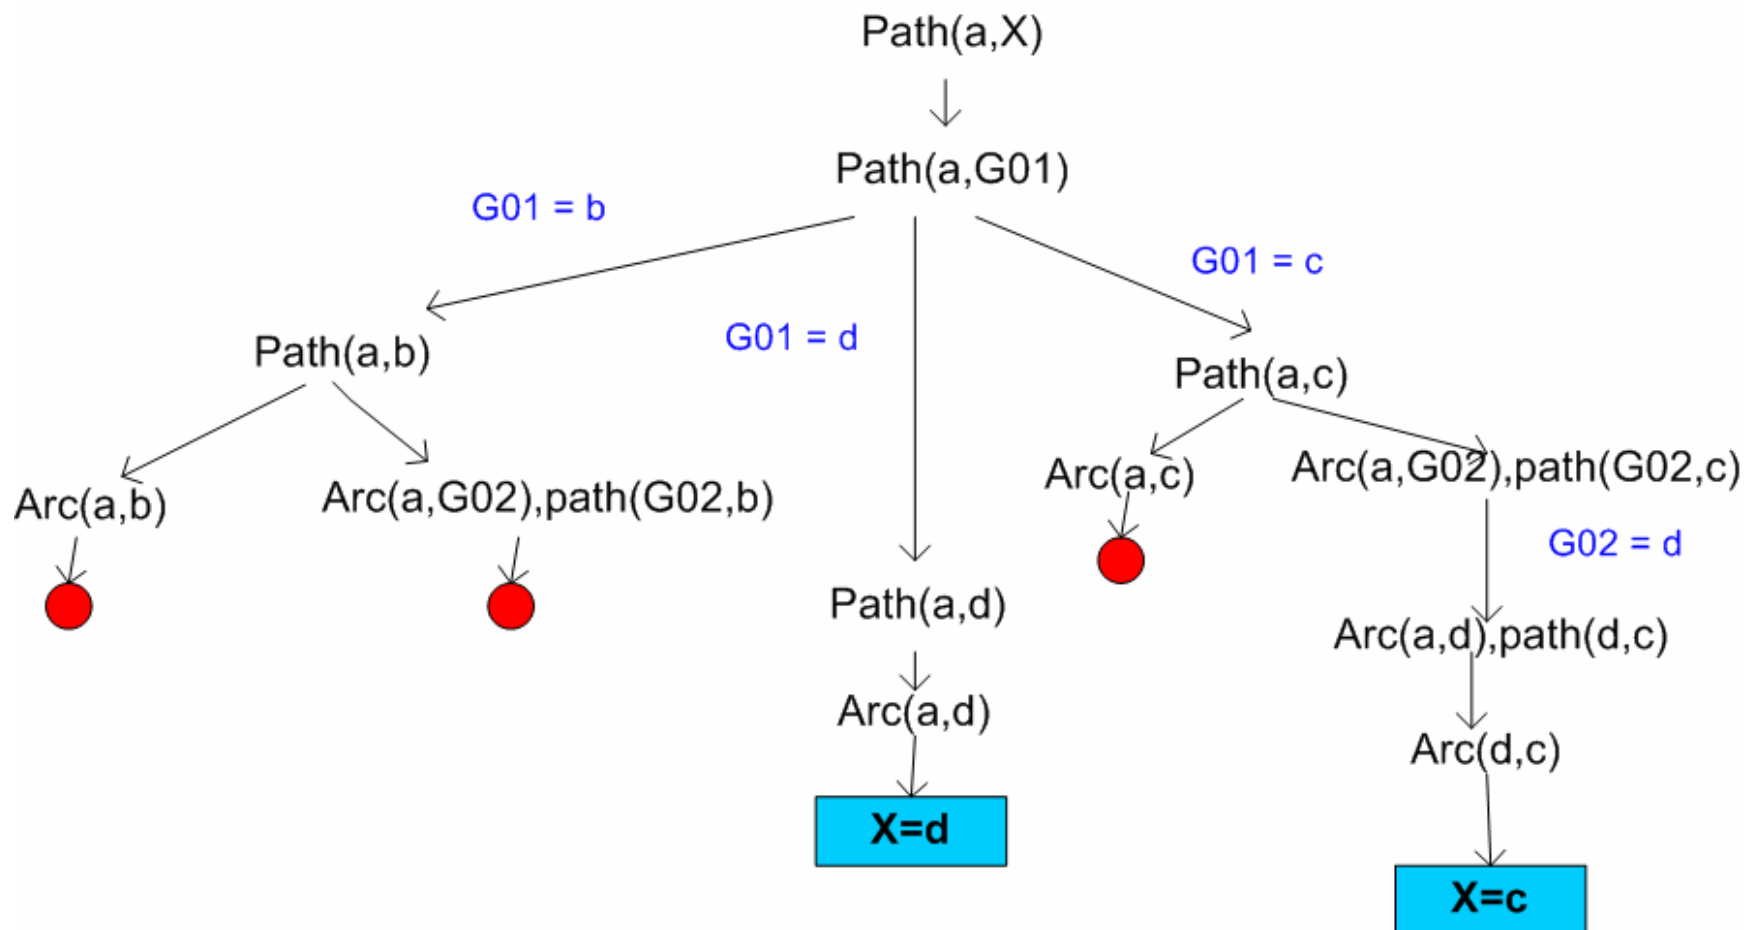 Path(a,X)
Path(a,G01)
G01 = b
G01 = c
G01 = d
Path(a,b)
Path(a,c)
Arc(a,b)
Arc(a,G02),path(G02,b)
Arc(a,c)
Arc(a,G02),path(G02,c)
G02 = d
Path(a,d)
Arc(a,d),path(d,c)
Arc(a,d)
Arc(d,c)
X=d
X=c